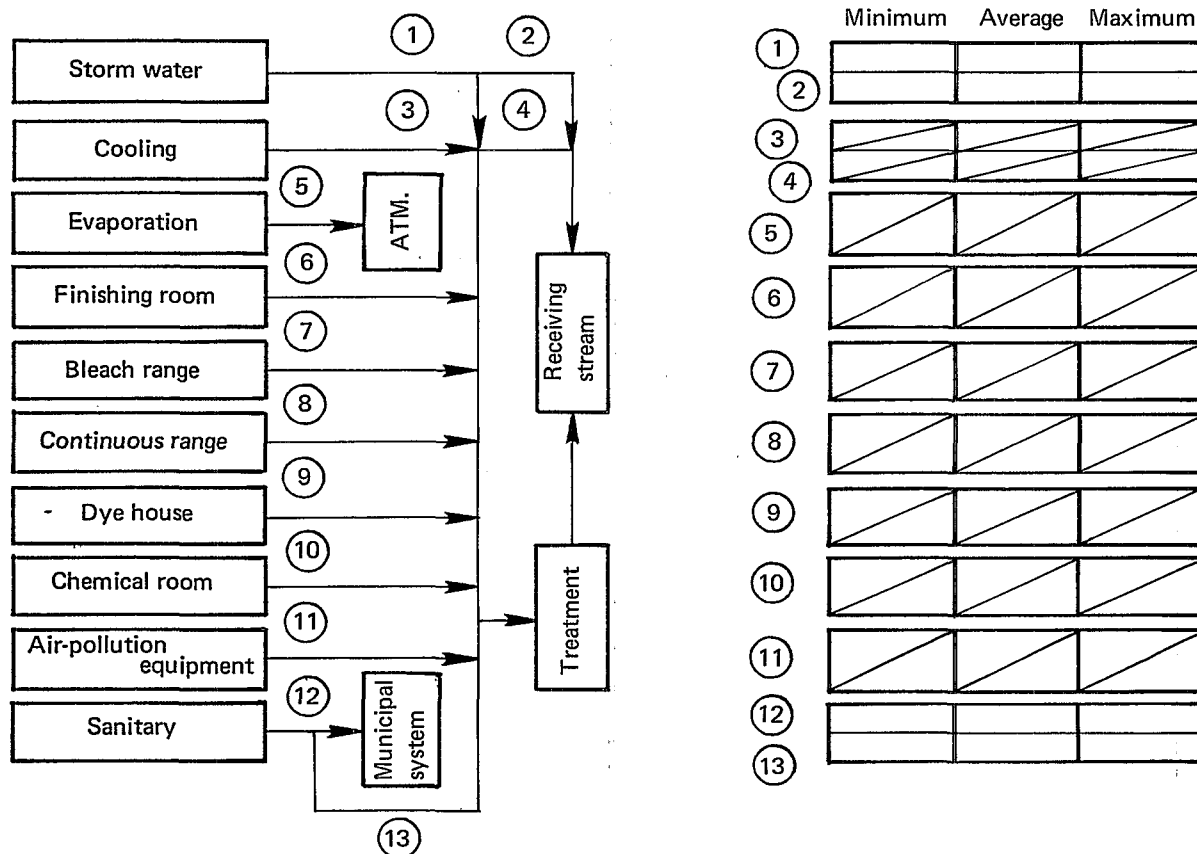 1
2
Storm water
3
4
Cooling
5
Evaporation
ATM.
6
Finishing room
7
Bleach range
Receiving
stream
8
Continuous range
9
- Dye house
10
Chemical room
11
Air-pollution
equipment
Treatment
12
Sanitary
Municipal
system
13
Minimum Average Maximum
1
2
3
4
5
6
7
8
9
10
11
12
13